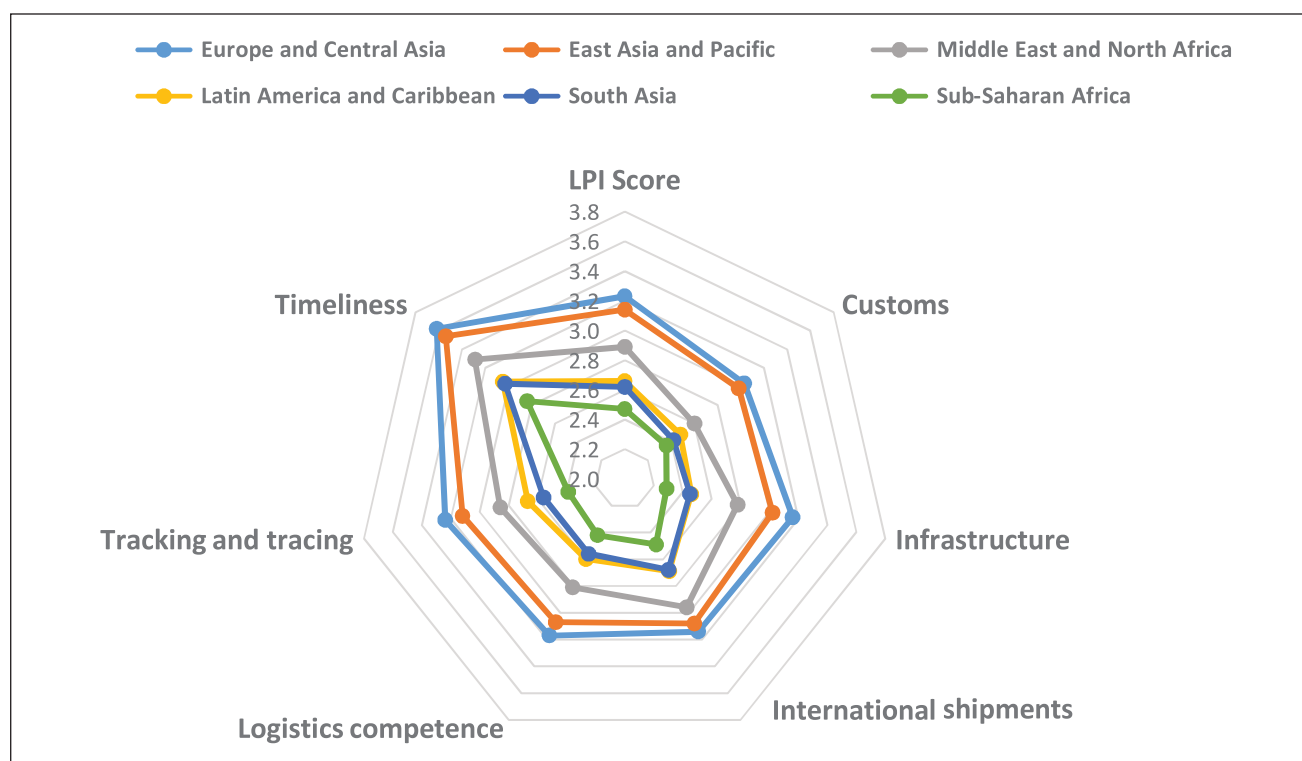 Europe and Central Asia East Asia and Pacific Middle East and North Africa
Latin America and Caribbean South Asia Sub-Saharan Africa
LPI Score
3.8
3.6
3.4
3.2
3.0
2.8
2.6
2.4
2.2
2.0
Timeliness
Customs
Tracking and tracing
Infrastructure
Logistics competence
International shipments